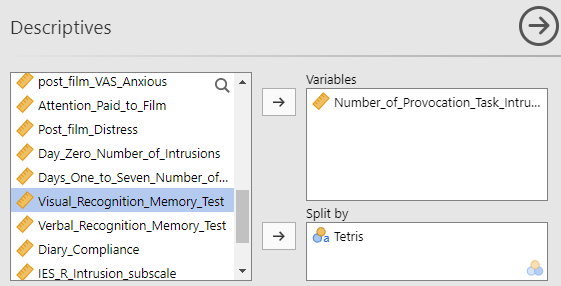 Descriptives
post_film_VAS_Anxious
Attention_Paid_to_Film
Post_film_Distress
Day_Zero_Number_of_Intrusions
Days_One_to_Seven_Number_of...
Visual_Recognition_Memory_Test
Verbal_Recognition_Memory_Test
Diary_Compliance
IES_R_Intrusion_subscale
Variables
Number_of_Provocation_Task_Intru...
Split by
Tetris